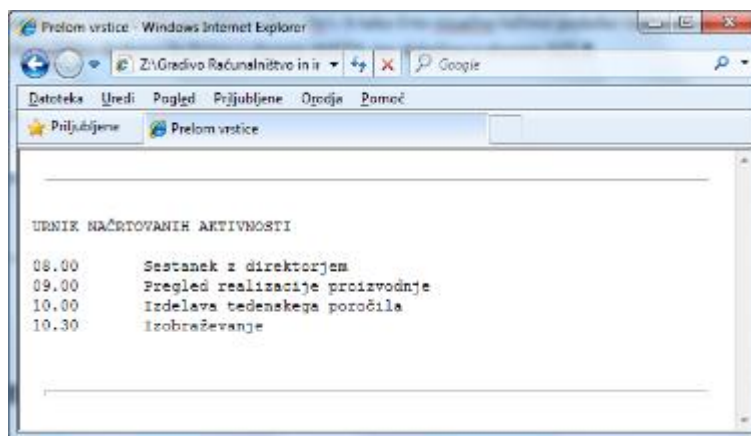 Prelom vrstice - Windows Internet Explorer
Z:\Gradivo Računalništvo in ir
Google
Datoteka Uredi Pogled Priljubljene Orodja Pomoč
Priljubljene
Prelom vrstice
URNIK NAČRTOVANIH AKTIVNOSTI
08.00 Sestanek z direktorjem
09.00 Pregled realizacije proizvodnje
10.00 Izdelava tedenskega poročila
10.30 Izobraževanje